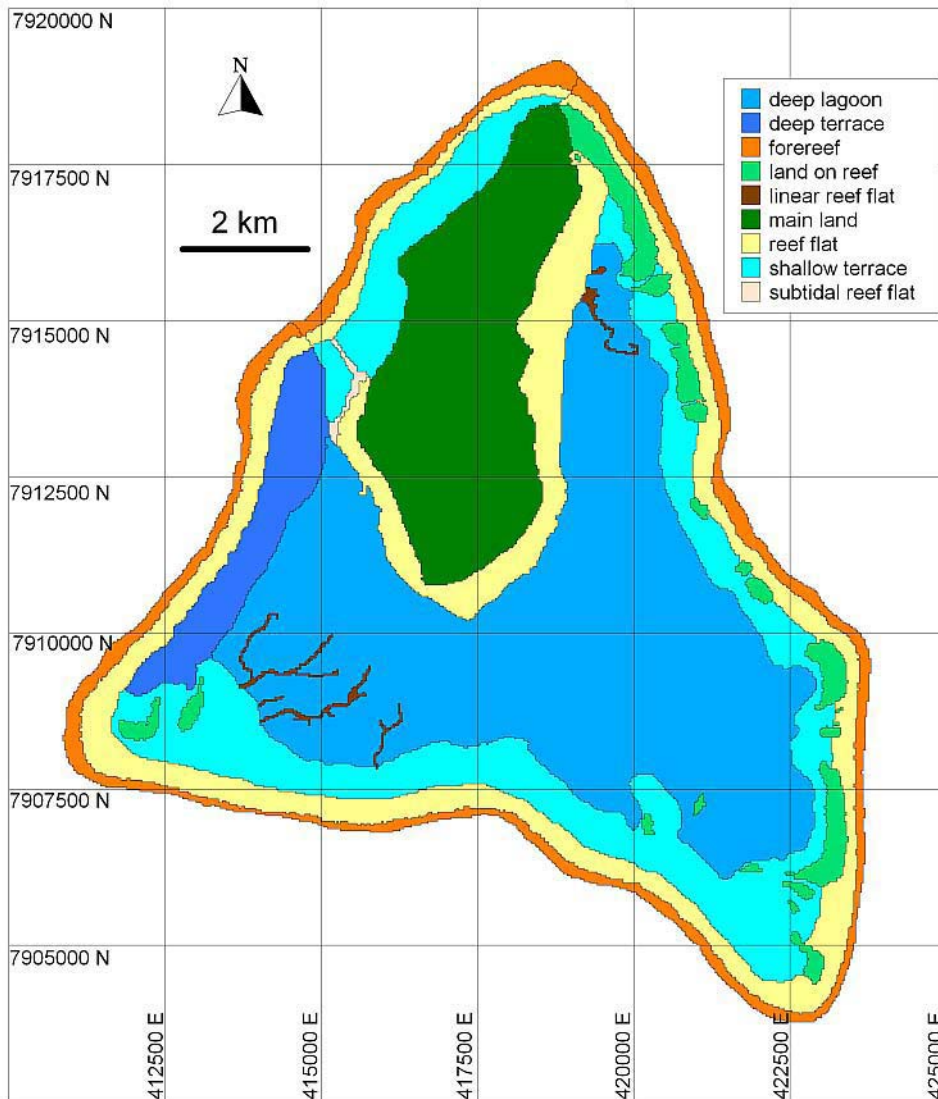 7920000 N
N
deep lagoon
deep terrace
forereef
land on reef
linear reef flat
main land
reef flat
shallow terrace
subtidal reef flat
7917500 N
2 km
7915000 N
7912500 N
7910000 N
7907500 N
7905000 N
412500 E
415000 E
417500 E
420000 E
422500 E
425000 E